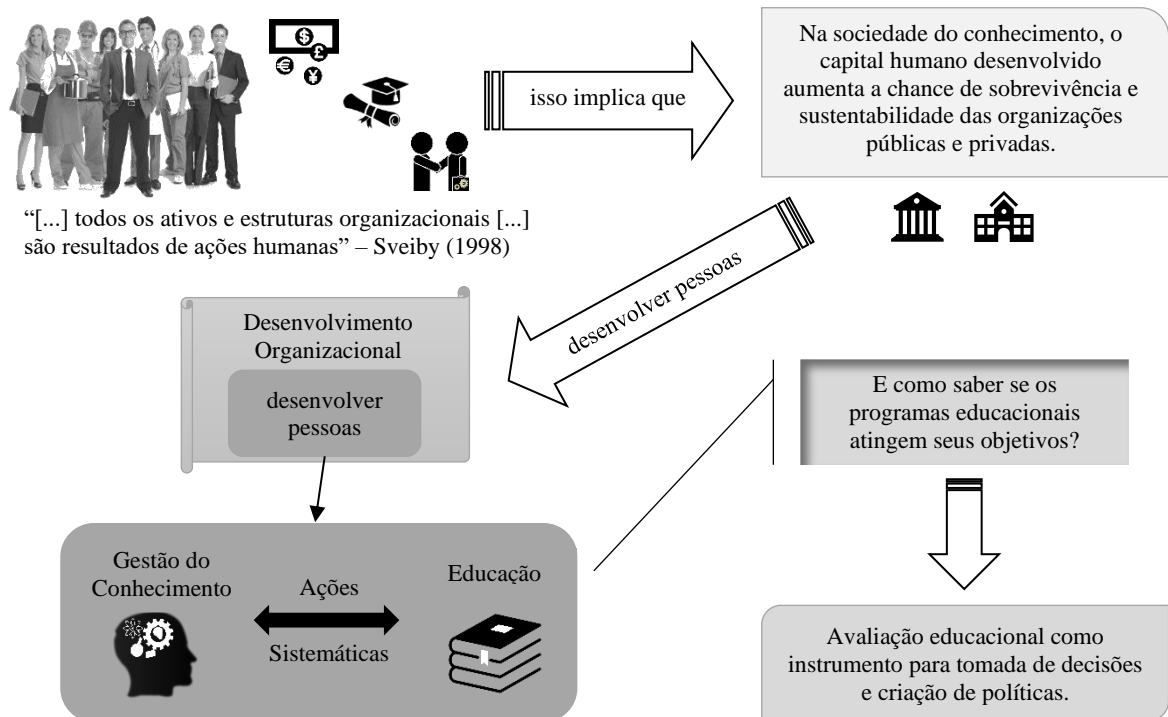 “[...] todos os ativos e estruturas organizacionais [...]
são resultados de ações humanas” – Sveiby (1998)
isso implica que
Na sociedade do conhecimento, o
capital humano desenvolvido
aumenta a chance de sobrevivência e
sustentabilidade das organizações
públicas e privadas.
desenvolver pessoas
Desenvolvimento
Organizacional
desenvolver
pessoas
Gestão do
Conhecimento
Ações
Sistemáticas
Educação
E como saber se os
programas educacionais
atingem seus objetivos?
Avaliação educacional como
instrumento para tomada de decisões
e criação de políticas.